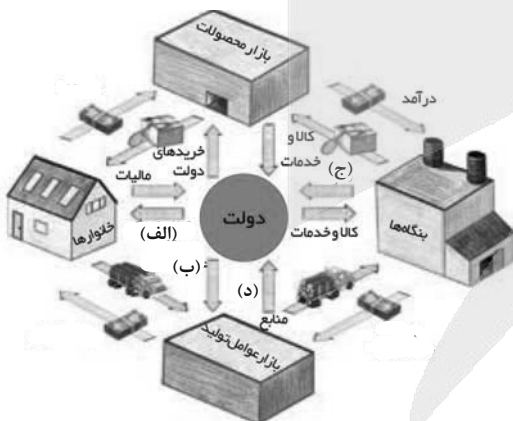 بازار محصولات
درآمد
کالا و
خدمات
خریدهای
دولت
مالیات
(ج)
خانوارها
دولت
بنگاه‌ها
(الف)
کالا و خدمات
(ب)
(د)
منابع
بازار عوامل تولید